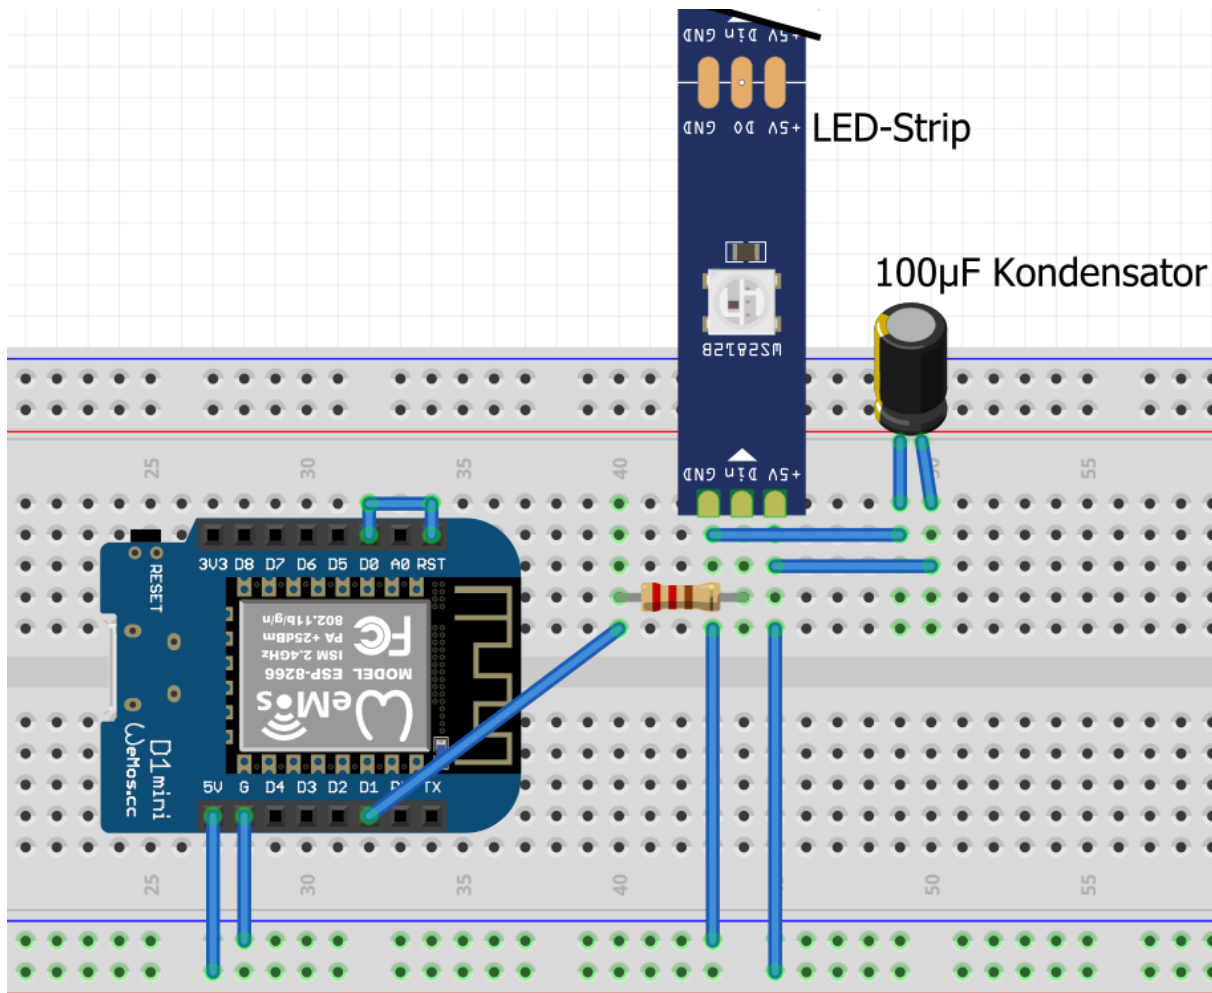 GND Din +5V
GND DO +5V
LED-Strip
100µF Kondensator
WS2812B
25 30 35 40 50 55
GND Din +5V
3V3 D8 D7 D6 D5 D0 A0 RST
RESET
802.11b/g/n
PA +25dBm
ISM 2.4GHz
ESP-8266
MODEL
FC
WeMos
D1 mini
WeMos.cc
5V G D4 D3 D2 D1 TX
25 30 35 40 50 55